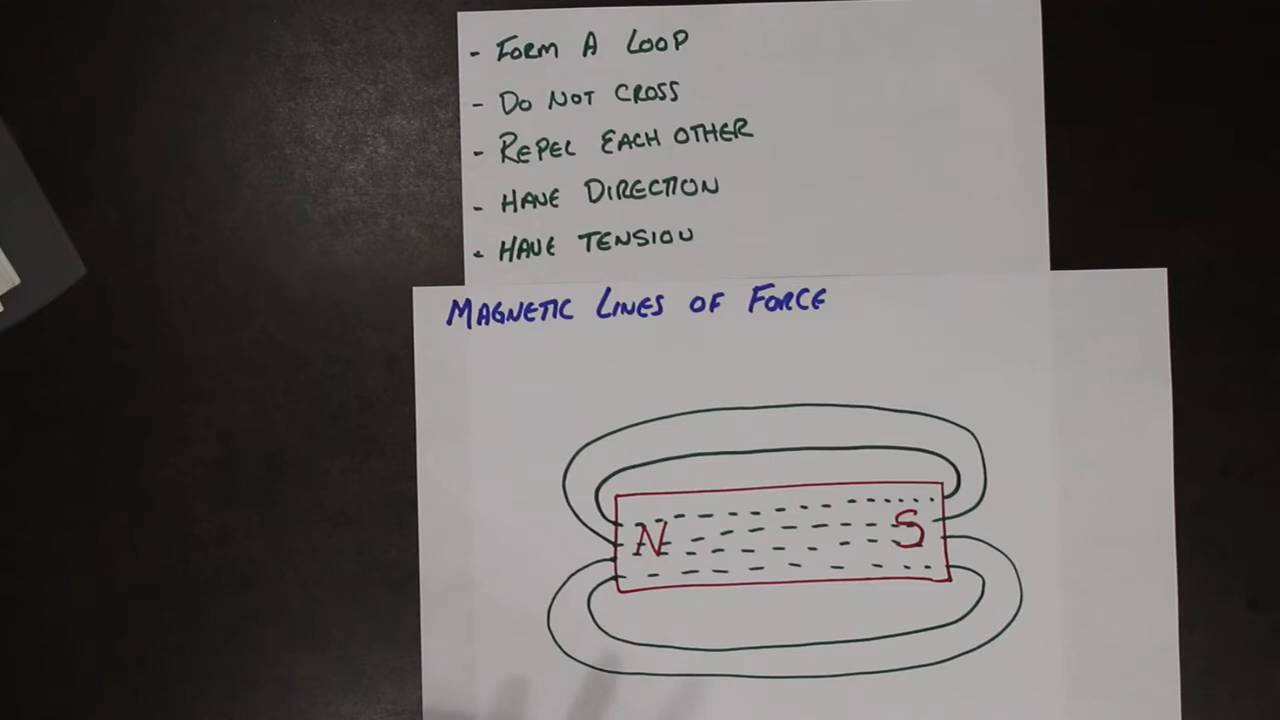 - FORM A LOOP
- DO NOT CROSS
- REPEL EACH OTHER
- HAVE DIRECTION
- HAVE TENSION
MAGNETIC LINES OF FORCE
N S